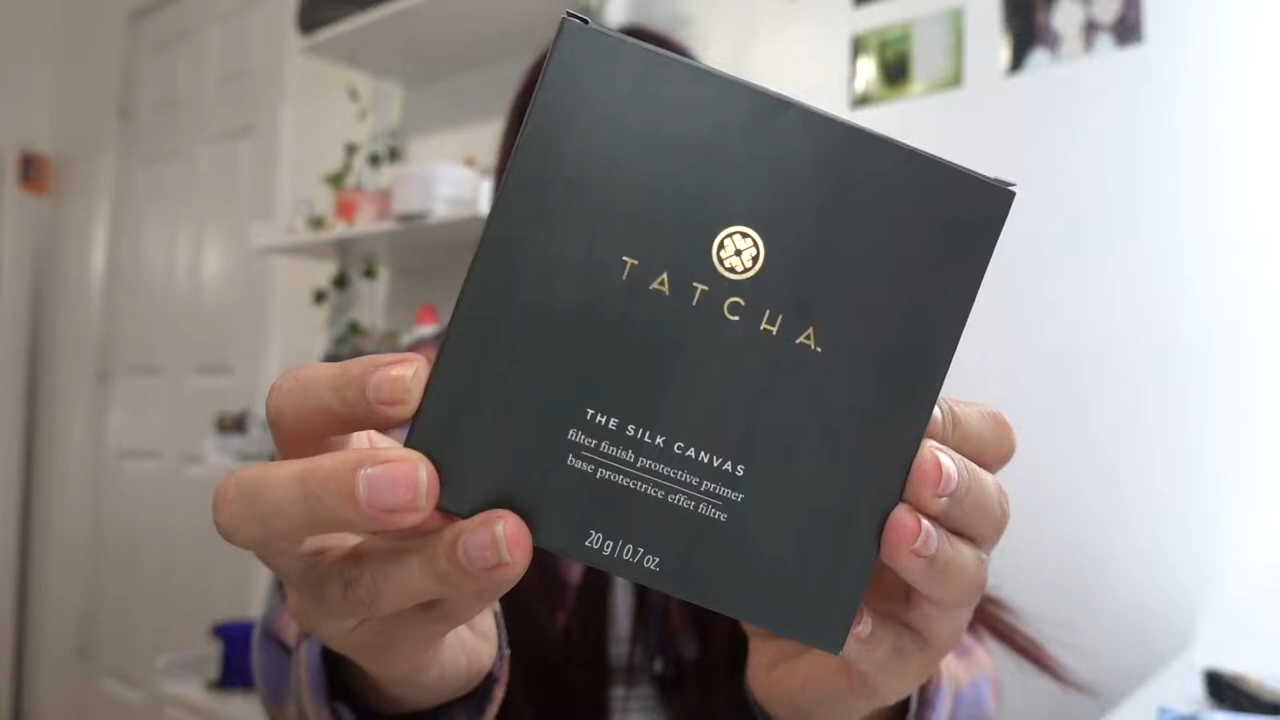 TATCHA.
THE SILK CANVAS
filter finish protective primer
base protectrice effet filtre
20 g | 0.7 oz.